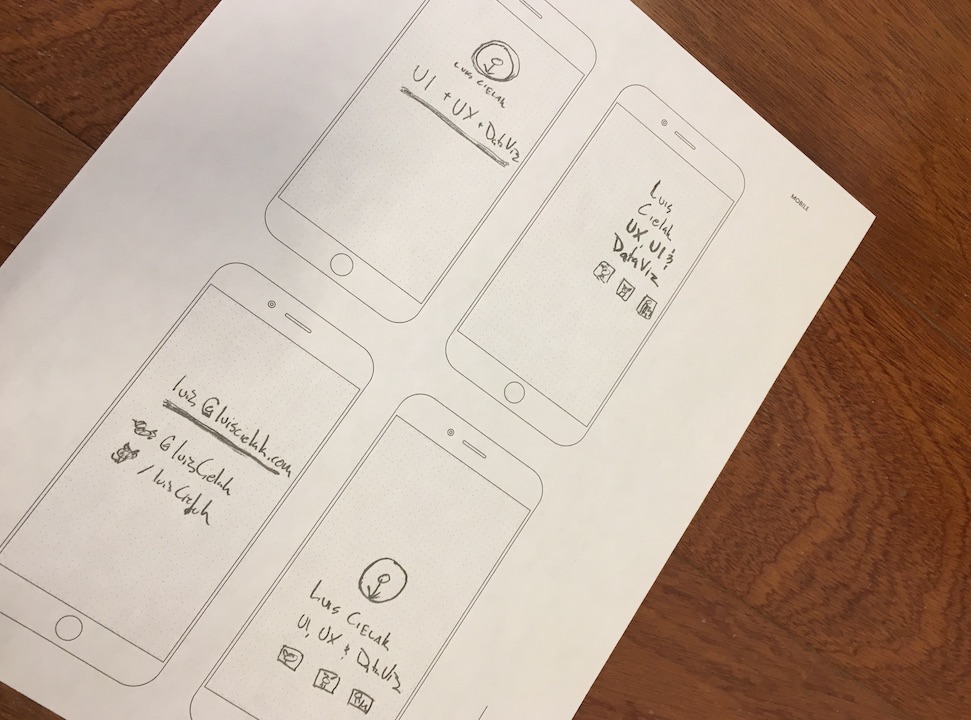 LUIS CIELAK
UI + UX + DataViz
MOBILE
Luis
Cielak
UX, UI &
DataViz
luis@luiscielak.com
@luisCielak
/luisCielak
LUIS CIELAK
UI, UX & DataViz